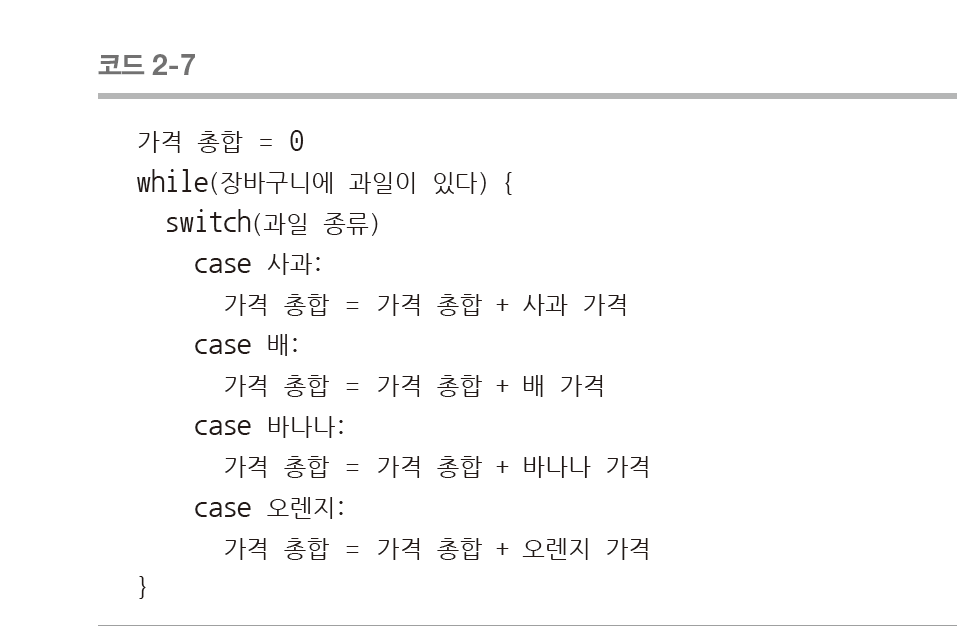 코드 2-7
가격 총합 = 0
while(장바구니에 과일이 있다) {
switch(과일 종류)
case 사과:
가격 총합 = 가격 총합 + 사과 가격
case 배:
가격 총합 = 가격 총합 + 배 가격
case 바나나:
가격 총합 = 가격 총합 + 바나나 가격
case 오렌지:
가격 총합 = 가격 총합 + 오렌지 가격
}